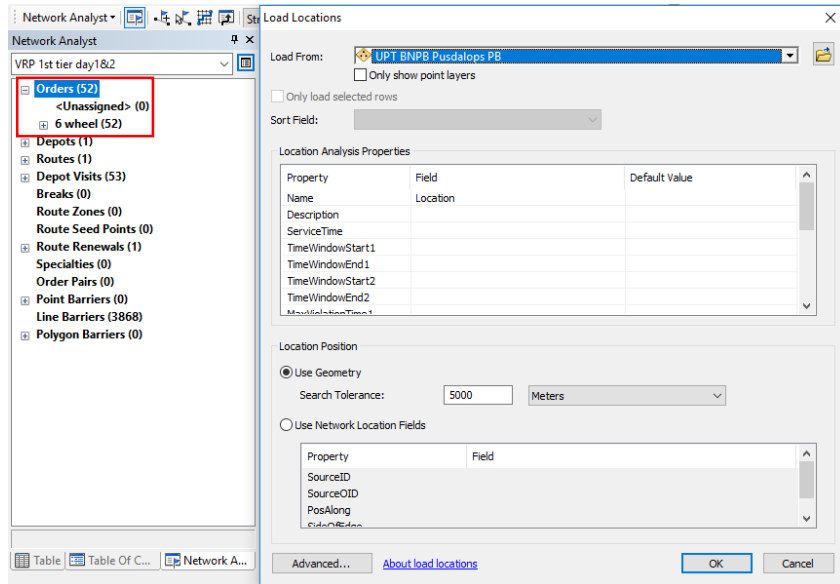 Network Analyst
Str
Network Analyst
VRP 1st tier day1&2
Orders (52)
<Unassigned> (0)
6 wheel (52)
Depots (1)
Routes (1)
Depot Visits (53)
Breaks (0)
Route Zones (0)
Route Seed Points (0)
Route Renewals (1)
Specialties (0)
Order Pairs (0)
Point Barriers (0)
Line Barriers (3868)
Polygon Barriers (0)
Table Table Of C... Network A...
Load Locations
Load From: UPT BNPB Pusdalops PB
Only show point layers
Only load selected rows
Sort Field:
Location Analysis Properties
Property Field Default Value
Name Location
Description
ServiceTime
TimeWindowStart1
TimeWindowEnd1
TimeWindowStart2
TimeWindowEnd2
MaxViolationTime1
Location Position
Use Geometry
Search Tolerance: 5000 Meters
Use Network Location Fields
Property Field
SourceID
SourceOID
PosAlong
SideOfEdge
Advanced... About load locations OK Cancel